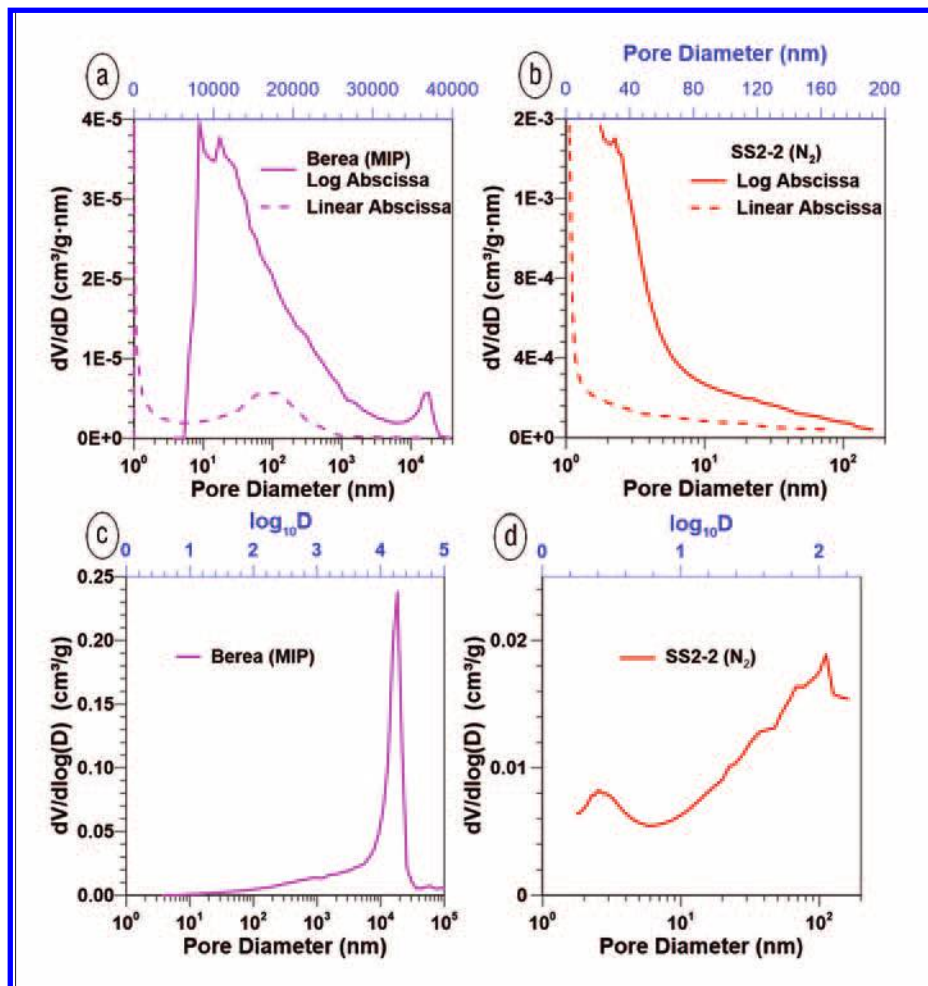 a
0 10000 20000 30000 40000
4E-5
3E-5
2E-5
1E-5
0E+0
dV/dD (cm³/g·nm)
Berea (MIP)
Log Abscissa
Linear Abscissa
10⁰ 10¹ 10² 10³ 10⁴
Pore Diameter (nm)
b
Pore Diameter (nm)
0 40 80 120 160 200
2E-3
1E-3
8E-4
4E-4
0E+0
dV/dD (cm³/g·nm)
SS2-2 (N₂)
Log Abscissa
Linear Abscissa
10⁰ 10¹ 10²
Pore Diameter (nm)
c
log₁₀D
0 1 2 3 4 5
0.25
0.20
0.15
0.10
0.05
0.00
dV/dlog(D) (cm³/g)
Berea (MIP)
10⁰ 10¹ 10² 10³ 10⁴ 10⁵
Pore Diameter (nm)
d
log₁₀D
0 1 2
0.02
0.01
0
dV/dlog(D) (cm³/g)
SS2-2 (N₂)
10⁰ 10¹ 10²
Pore Diameter (nm)